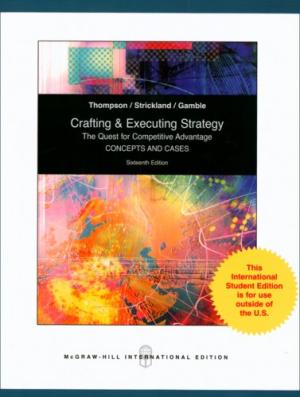 Thompson/Strickland/Gamble
Crafting & Executing Strategy
The Quest for Competitive Advantage
CONCEPTS AND CASES
Sixteenth Edition
This
International
Student Edition
is for use
outside of
the U.S.
McGRAW-HILL INTERNATIONAL EDITION